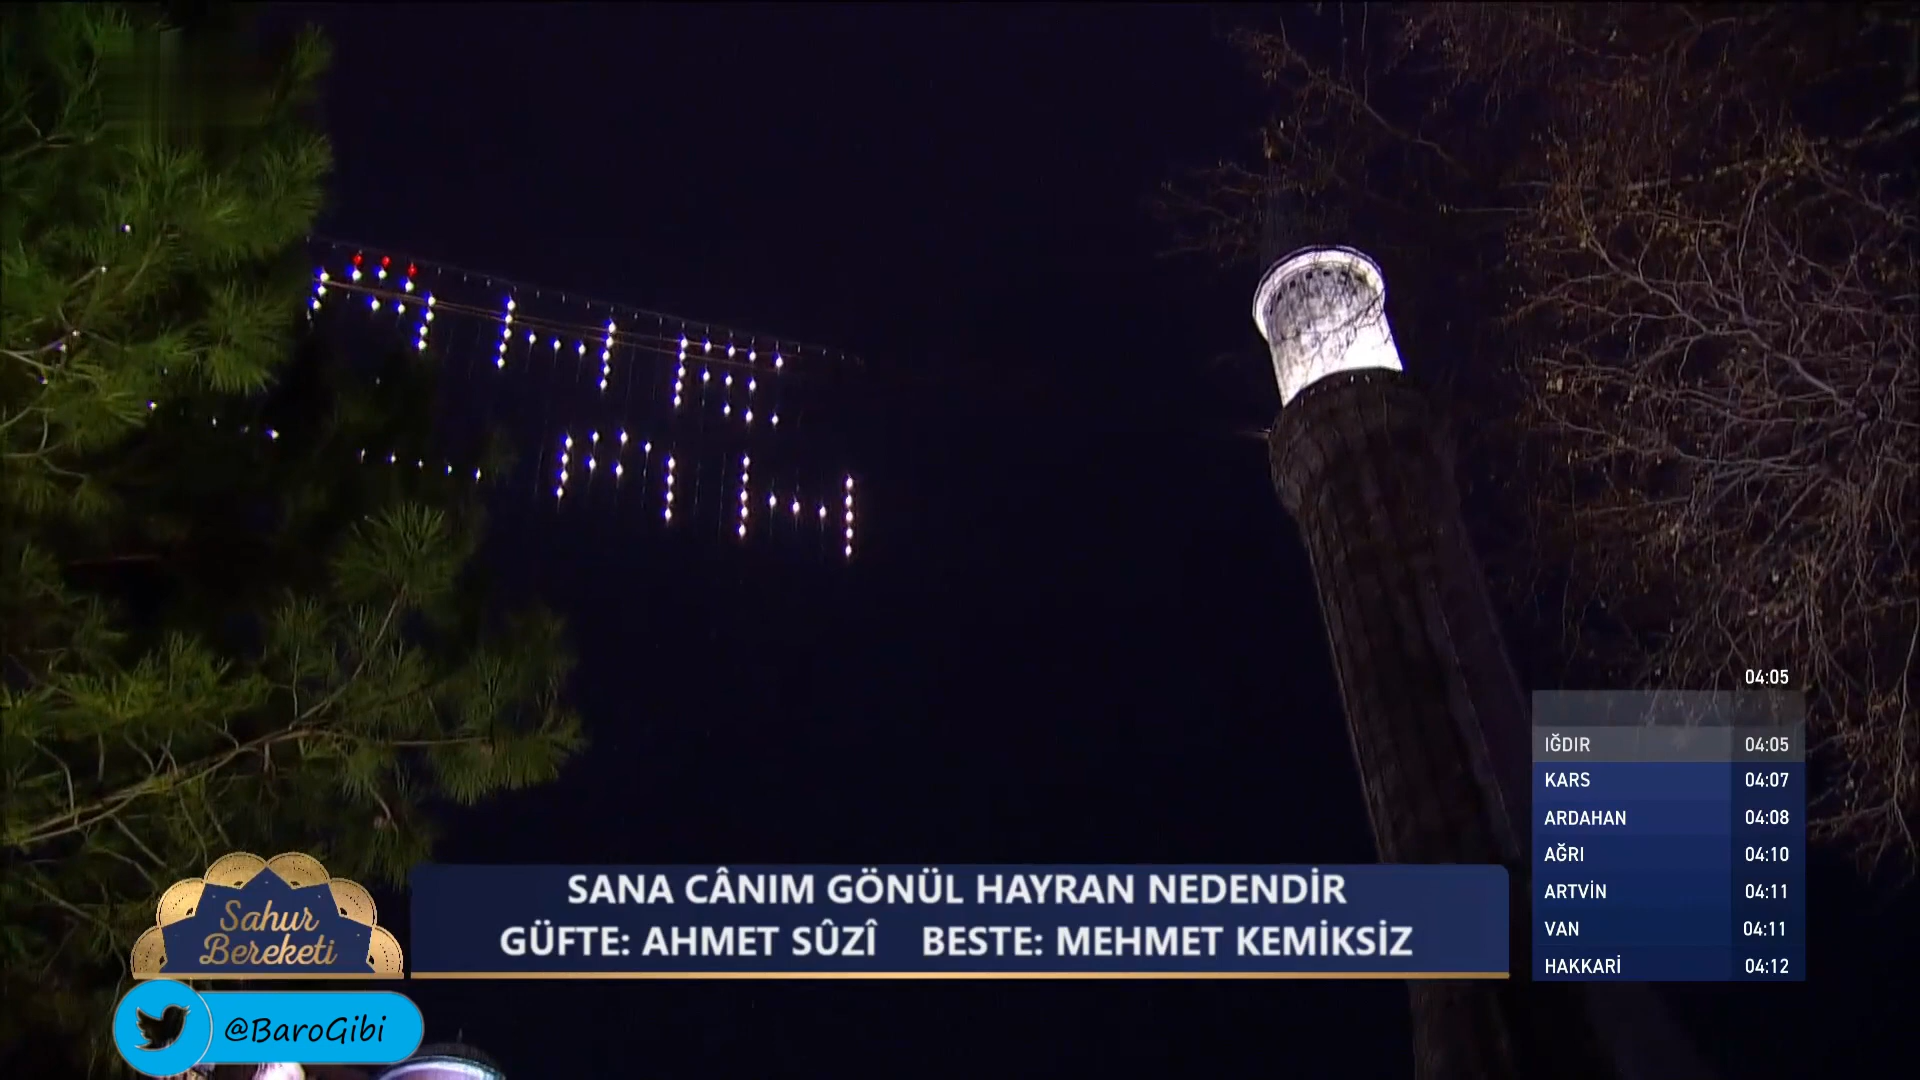 04:05
IĞDIR 04:05
KARS 04:07
ARDAHAN 04:08
AĞRI 04:10
ARTVİN 04:11
VAN 04:11
HAKKARİ 04:12
SANA CÂNIM GÖNÜL HAYRAN NEDENDİR
GÜFTE: AHMET SÛZÎ BESTE: MEHMET KEMİKSİZ
Sahur
Bereketi
@BaroGibi